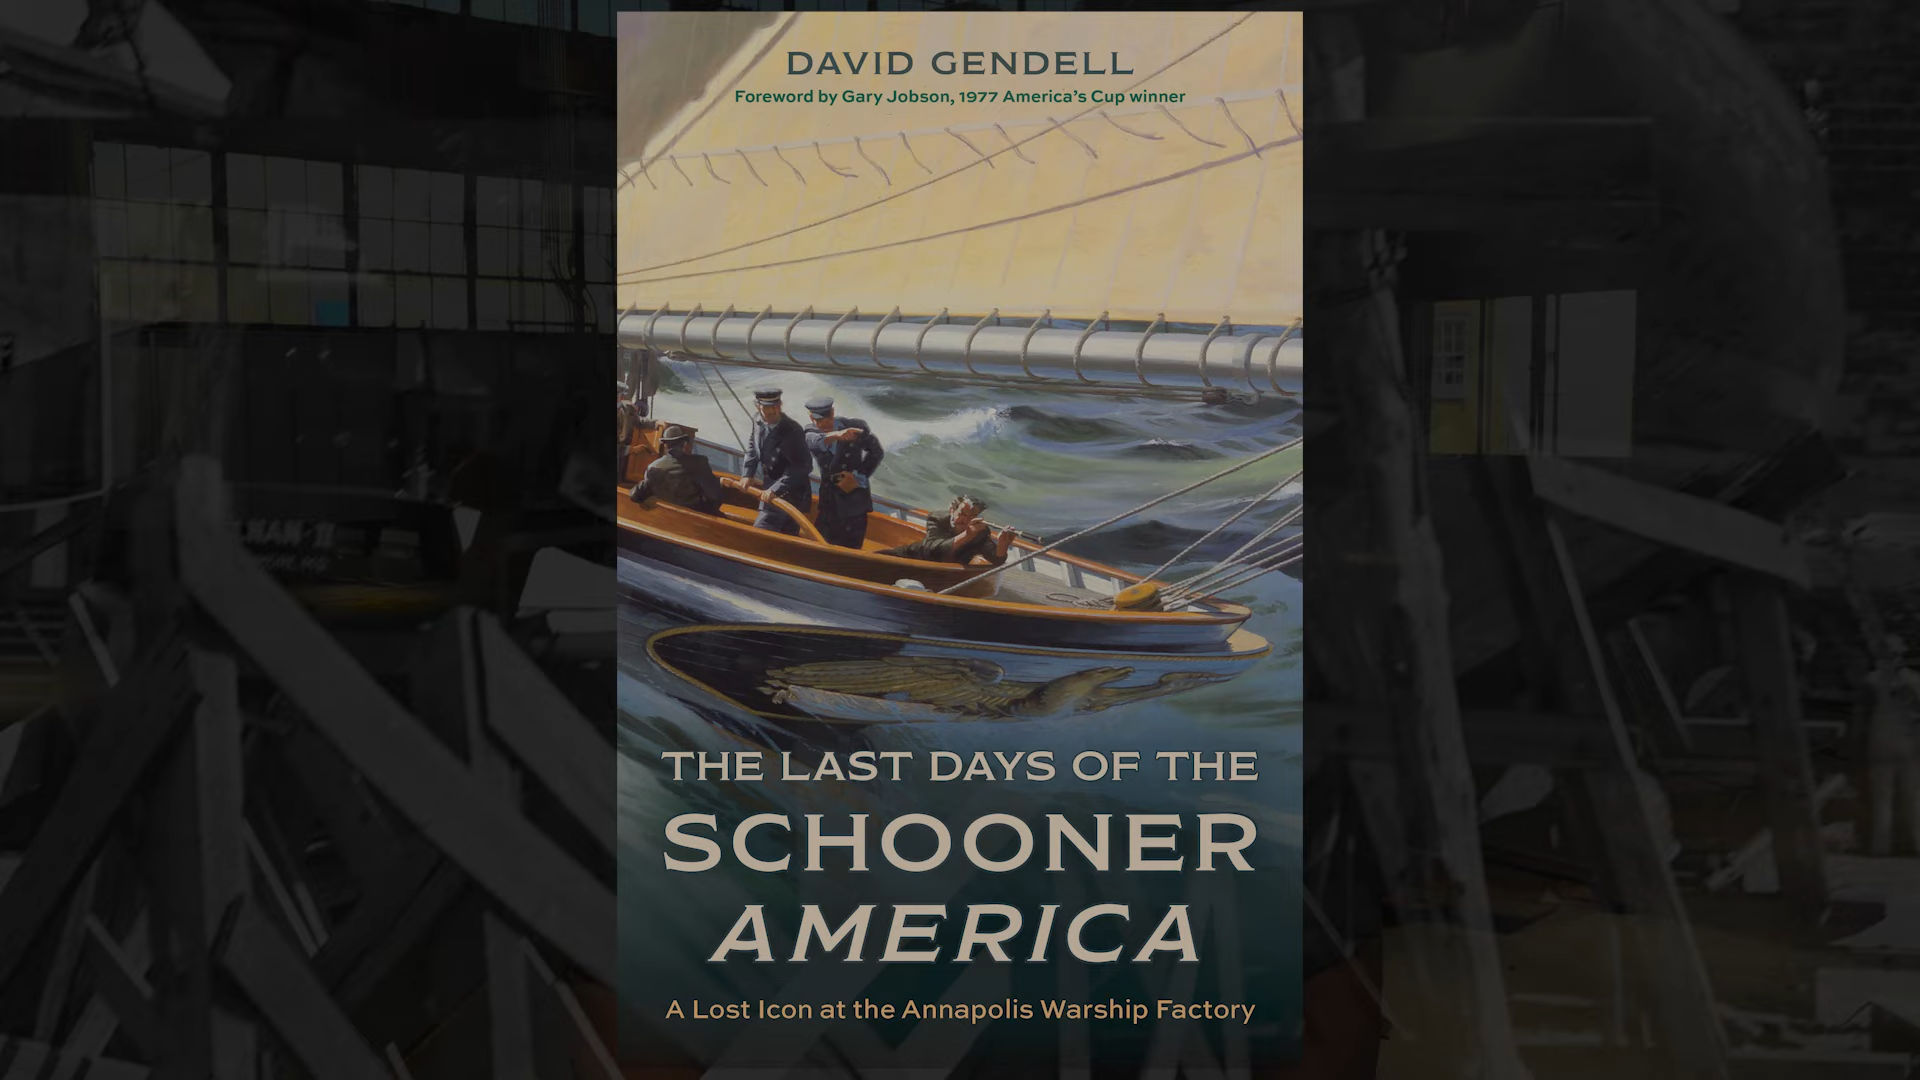 DAVID GENDELL
Foreword by Gary Jobson, 1977 America's Cup winner
THE LAST DAYS OF THE
SCHOONER
AMERICA
A Lost Icon at the Annapolis Warship Factory